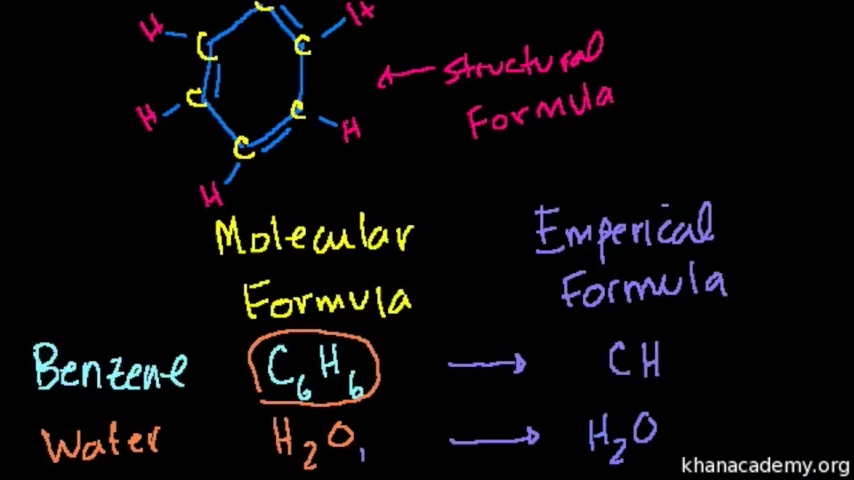 H
H
C
C
← structural
Formula
C
H
C
H
C
H
Molecular
Formula
Emperical
Formula
Benzene C₆H₆ → CH
Water H₂O₁ → H₂O
khanacademy.org